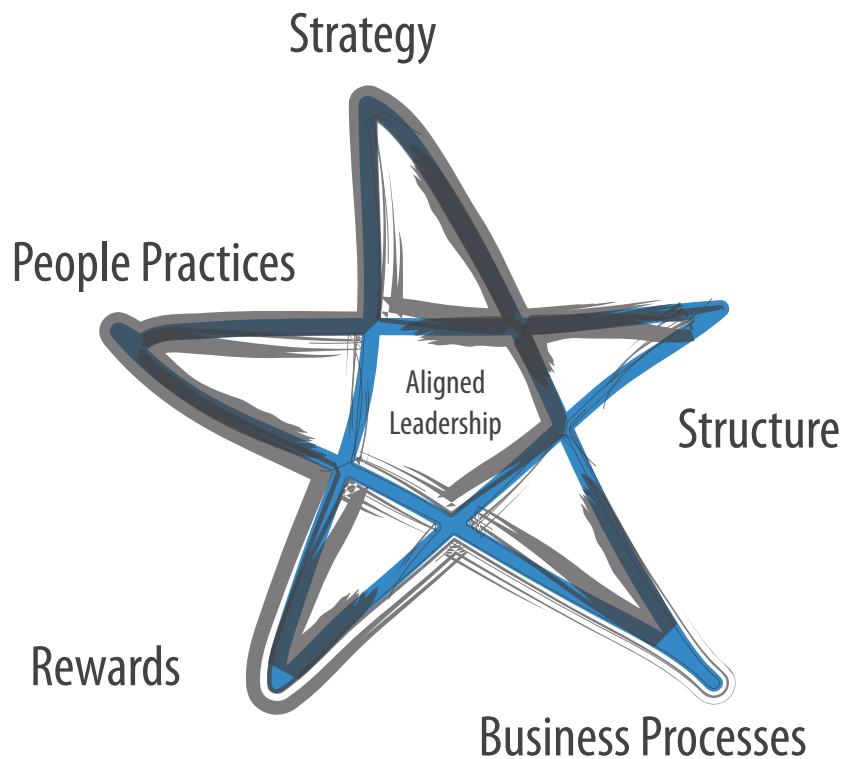 Strategy
People Practices
Aligned
Leadership
Structure
Rewards
Business Processes